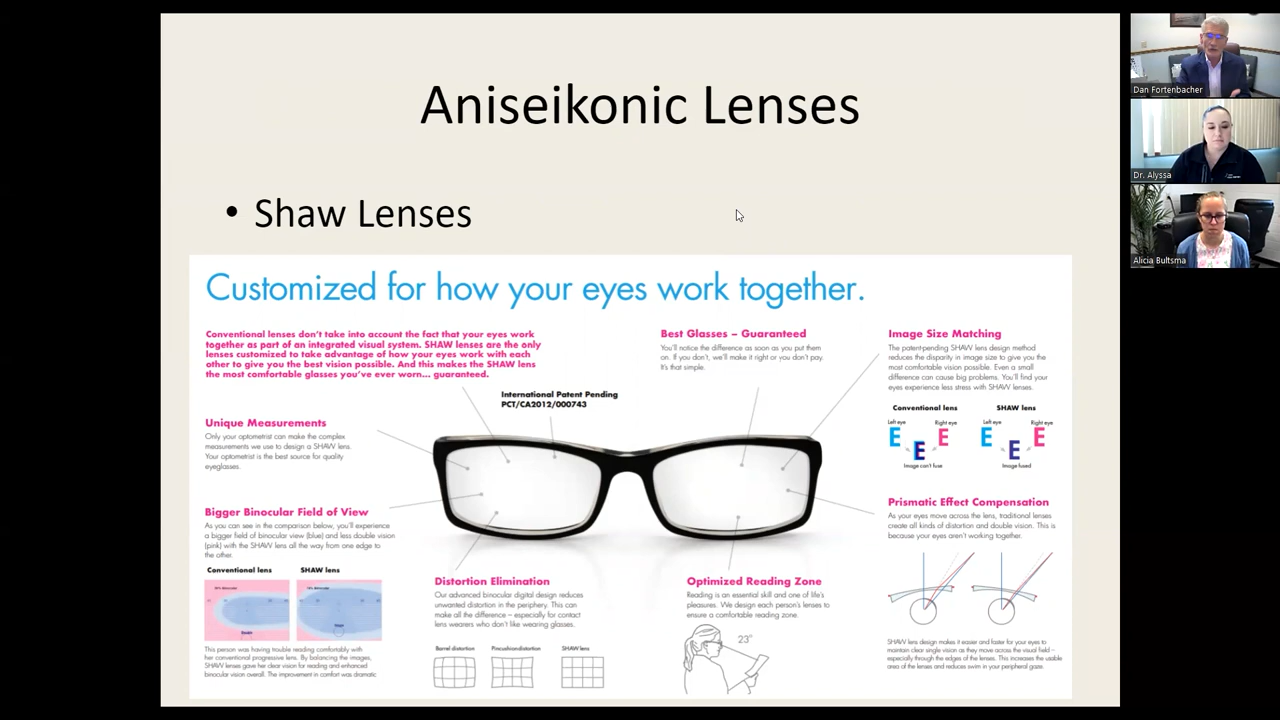 Aniseikonic Lenses
• Shaw Lenses
Customized for how your eyes work together.
Conventional lenses don't take into account the fact that your eyes work
together as part of an integrated visual system. SHAW lenses are the only
lenses customized to take advantage of how your eyes work with each
other to give you the best vision possible. And this makes the SHAW lens
the most comfortable glasses you've ever worn... guaranteed.
International Patent Pending
PCT/CA2012/000743
Best Glasses – Guaranteed
You'll notice the difference as soon as you put them
on. If you don't, we'll make it right or you don't pay.
It's that simple.
Image Size Matching
The patent-pending SHAW lens design method
reduces the disparity in image size to give you the
most comfortable vision possible. Even a small
difference can cause big problems. You'll find your
eyes experience less stress with SHAW lenses.
Conventional lens
SHAW lens
Left eye
Right eye
Left eye
Right eye
E
E
E
E
E
E
Image can't fuse
Image fused
Unique Measurements
Only your optometrist can make the complex
measurements we use to design a SHAW lens.
Your optometrist is the best source for quality
eyeglasses.
Bigger Binocular Field of View
As you can see in the comparison below, you'll experience
a bigger field of binocular view (blue) and less double vision
(pink) with the SHAW lens all the way from one edge to
the other.
Conventional lens
SHAW lens
This person was having trouble reading comfortably with
her conventional progressive lens. By balancing the images,
SHAW lenses gave her clear vision for reading and enhanced
binocular vision overall. The improvement in comfort was dramatic
Distortion Elimination
Our advanced binocular digital design reduces
unwanted distortion in the periphery. This can
make all the difference – especially for contact
lens wearers who don't like wearing glasses.
Barrel distortion
Pincushion distortion
SHAW lens
Optimized Reading Zone
Reading is an essential skill and one of life's
pleasures. We design each person's lenses to
ensure a comfortable reading zone.
23°
Prismatic Effect Compensation
As your eyes move across the lens, traditional lenses
create all kinds of distortion and double vision. This is
because your eyes aren't working together.
SHAW lens design makes it easier and faster for your eyes to
maintain clear single vision as they move across the visual field –
especially through the edges of the lenses. This increases the usable
area of the lenses and reduces swim in your peripheral gaze.
Dan Fortenbacher
Dr. Alyssa
Alicia Bultsma